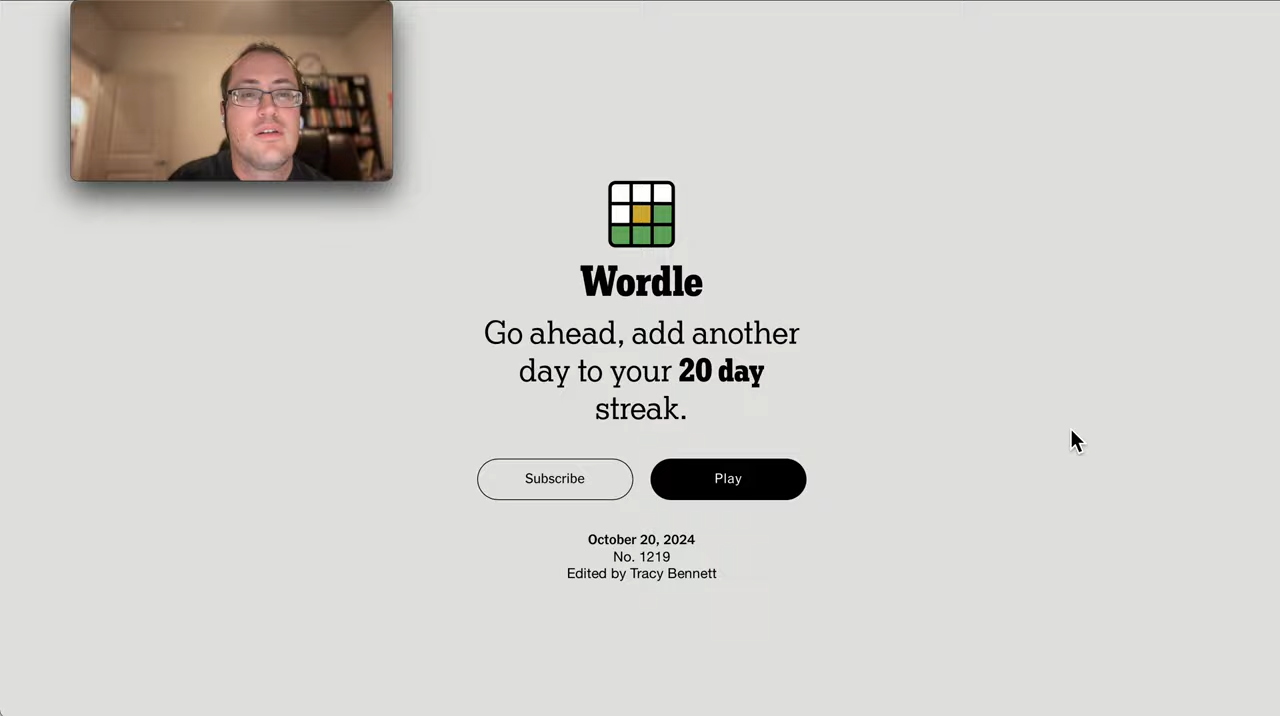 Wordle
Go ahead, add another
day to your 20 day
streak.
Subscribe
Play
October 20, 2024
No. 1219
Edited by Tracy Bennett